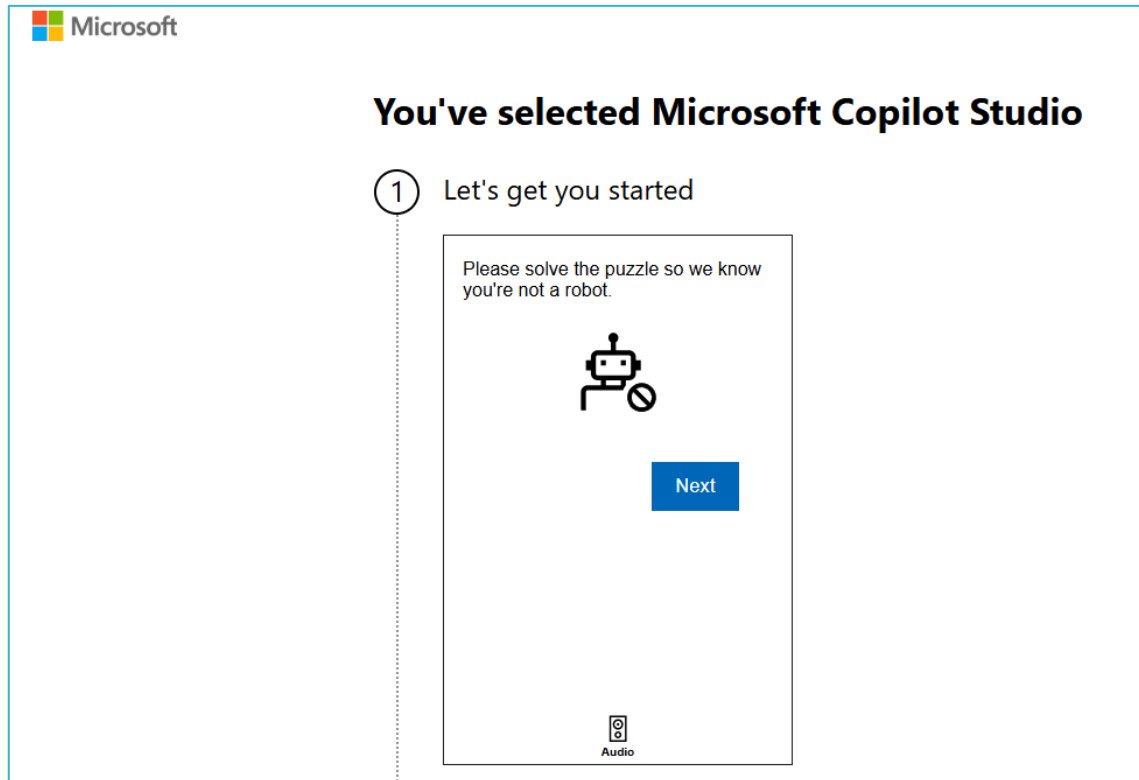 Microsoft
You've selected Microsoft Copilot Studio
1 Let's get you started
Please solve the puzzle so we know
you're not a robot.
Next
Audio